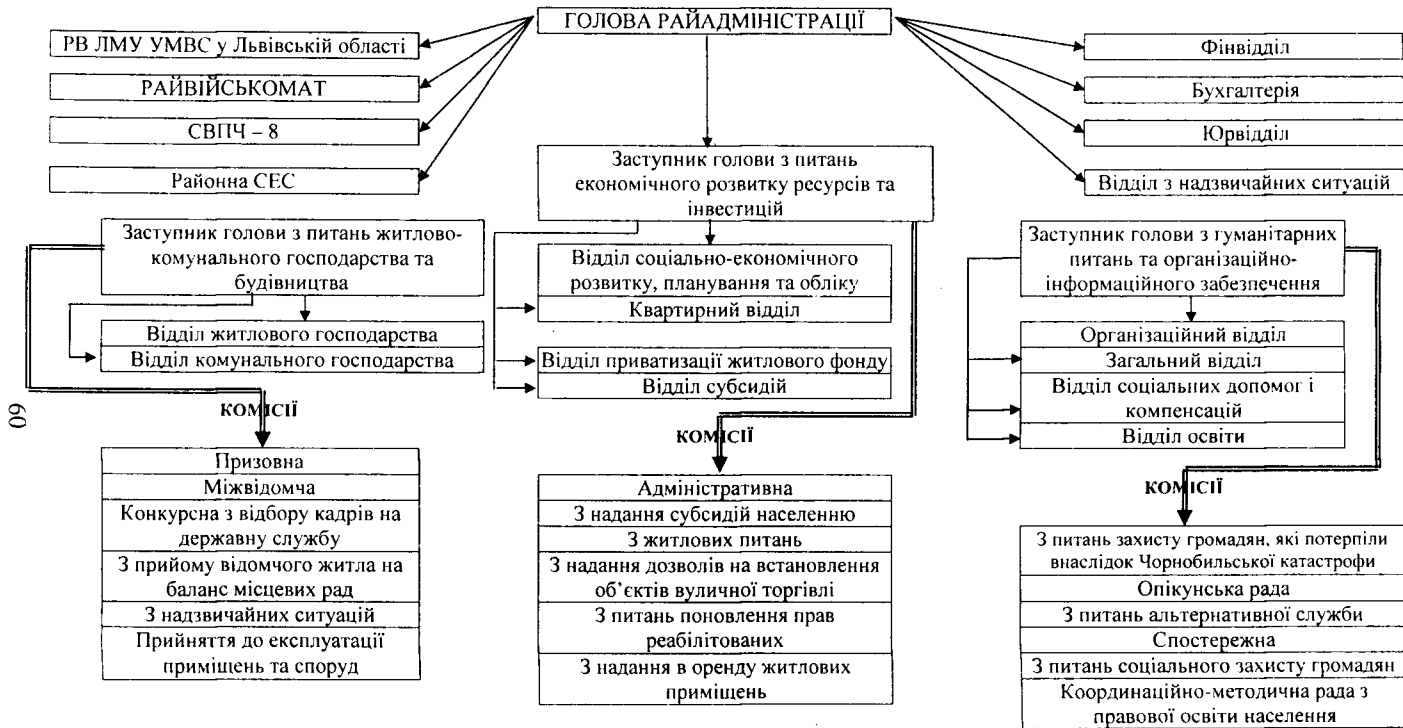 ГОЛОВА РАЙАДМІНІСТРАЦІЇ
РВ ЛМУ УМВС у Львівській області
РАЙВІЙСЬКОМАТ
СВПЧ – 8
Районна СЕС
Фінвідділ
Бухгалтерія
Юрвідділ
Відділ з надзвичайних ситуацій
Заступник голови з питань житлово-
комунального господарства та
будівництва
Відділ житлового господарства
Відділ комунального господарства
КОМІСІЇ
Призовна
Міжвідомча
Конкурсна з відбору кадрів на
державну службу
З прийому відомчого житла на
баланс місцевих рад
З надзвичайних ситуацій
Прийняття до експлуатації
приміщень та споруд
Заступник голови з питань
економічного розвитку ресурсів та
інвестицій
Відділ соціально-економічного
розвитку, планування та обліку
Квартирний відділ
Відділ приватизації житлового фонду
Відділ субсидій
КОМІСІЇ
Адміністративна
З надання субсидій населенню
З житлових питань
З надання дозволів на встановлення
об’єктів вуличної торгівлі
З питань поновлення прав
реабілітованих
З надання в оренду житлових
приміщень
Заступник голови з гуманітарних
питань та організаційно-
інформаційного забезпечення
Організаційний відділ
Загальний відділ
Відділ соціальних допомог і
компенсацій
Відділ освіти
КОМІСІЇ
З питань захисту громадян, які потерпіли
внаслідок Чорнобильської катастрофи
Опікунська рада
З питань альтернативної служби
Спостережна
З питань соціального захисту громадян
Координаційно-методична рада з
правової освіти населення
60